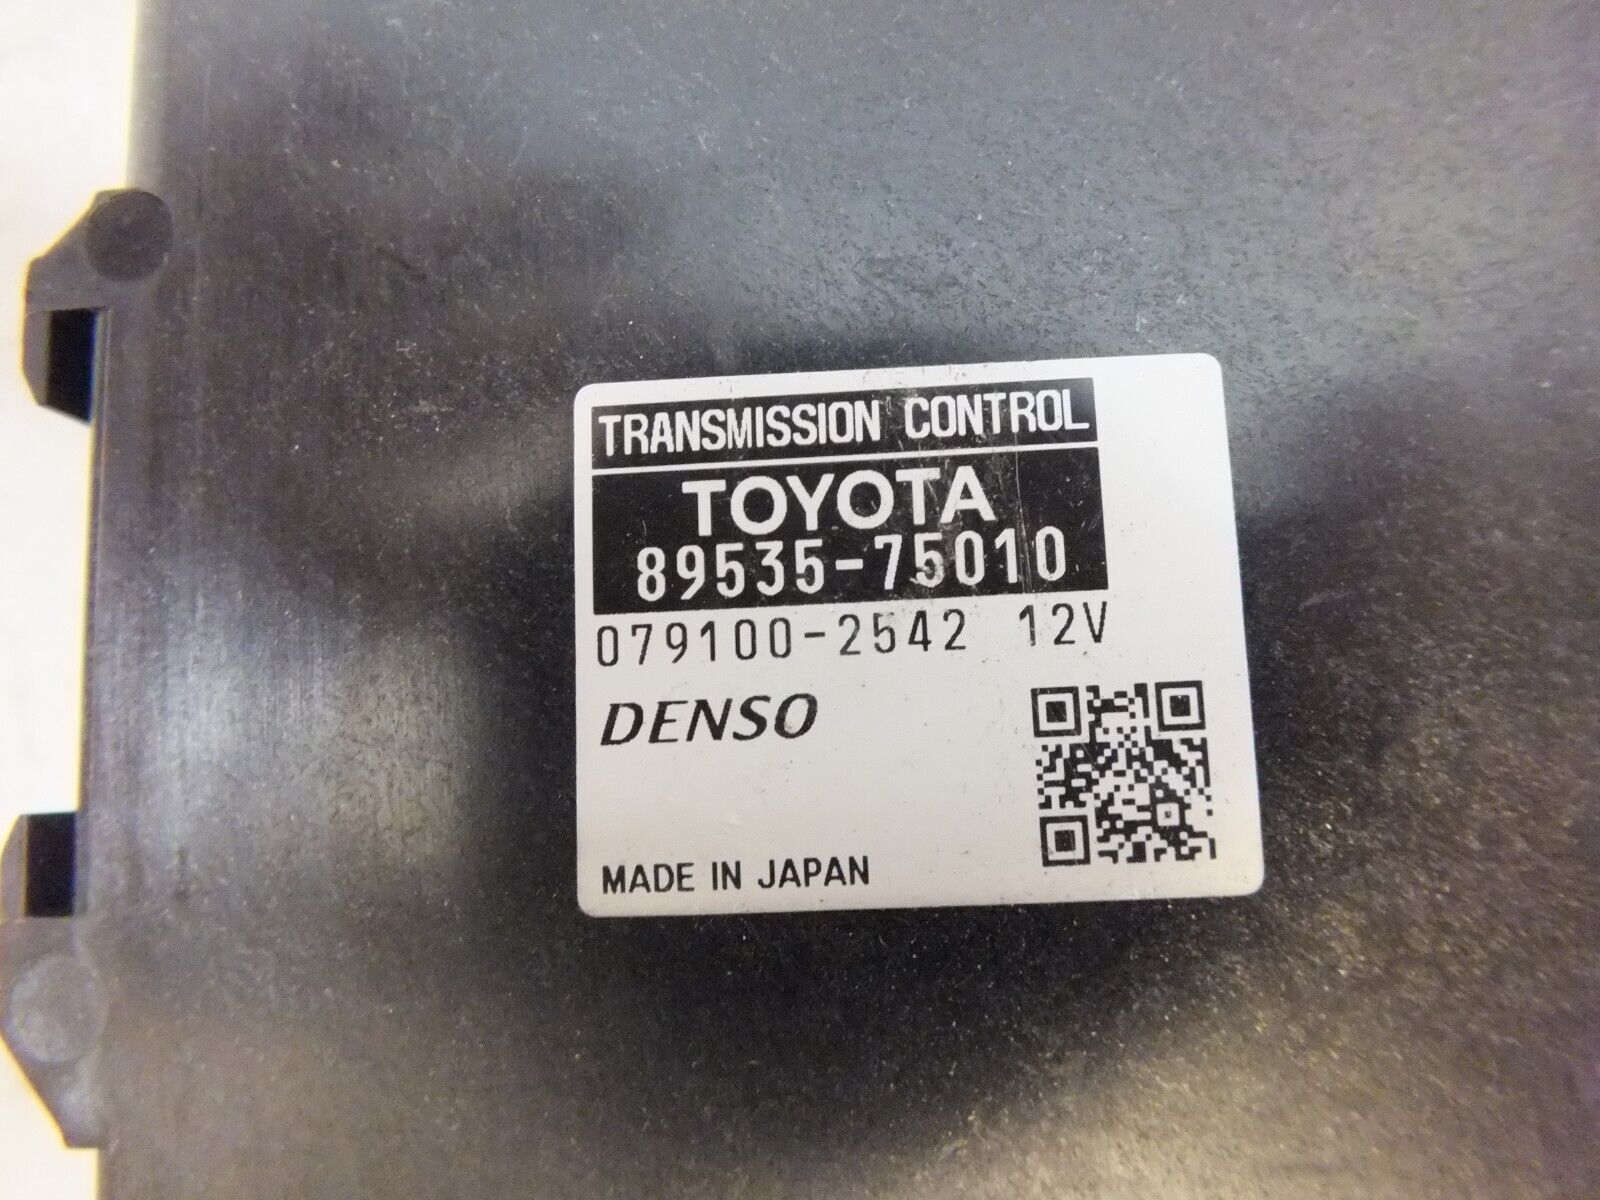 TRANSMISSION CONTROL
TOYOTA
89535-75010
079100-2542 12V
DENSO
MADE IN JAPAN